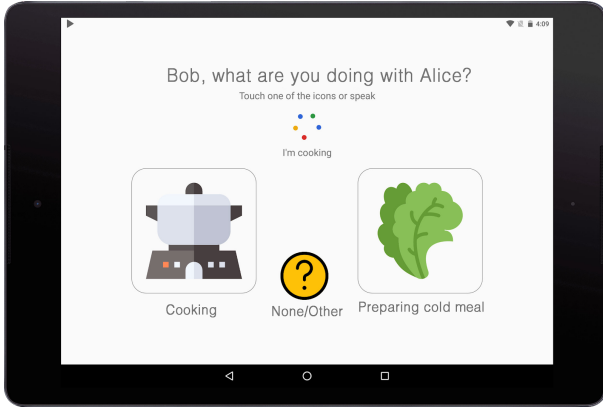 4:09
Bob, what are you doing with Alice?
Touch one of the icons or speak
I'm cooking
?
Cooking
None/Other
Preparing cold meal